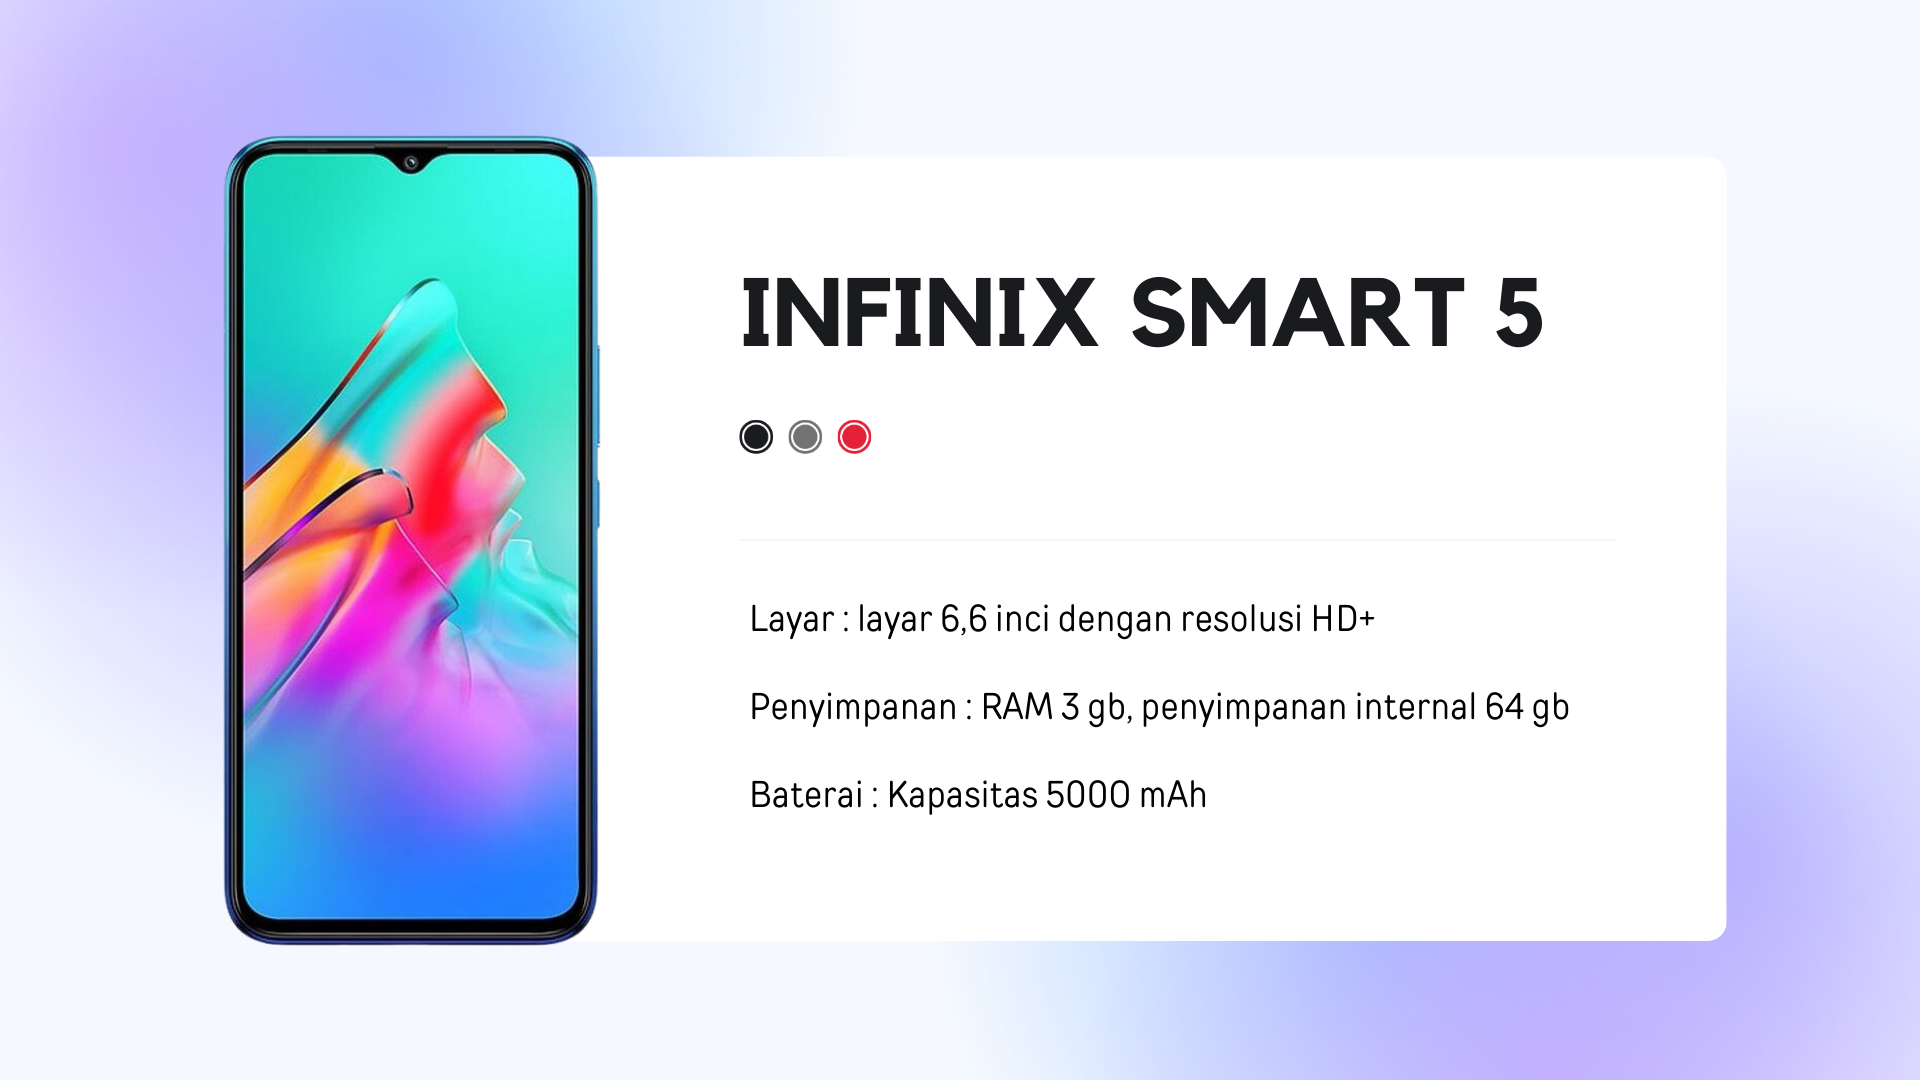 INFINIX SMART 5
Layar : layar 6,6 inci dengan resolusi HD+
Penyimpanan : RAM 3 gb, penyimpanan internal 64 gb
Baterai : Kapasitas 5000 mAh